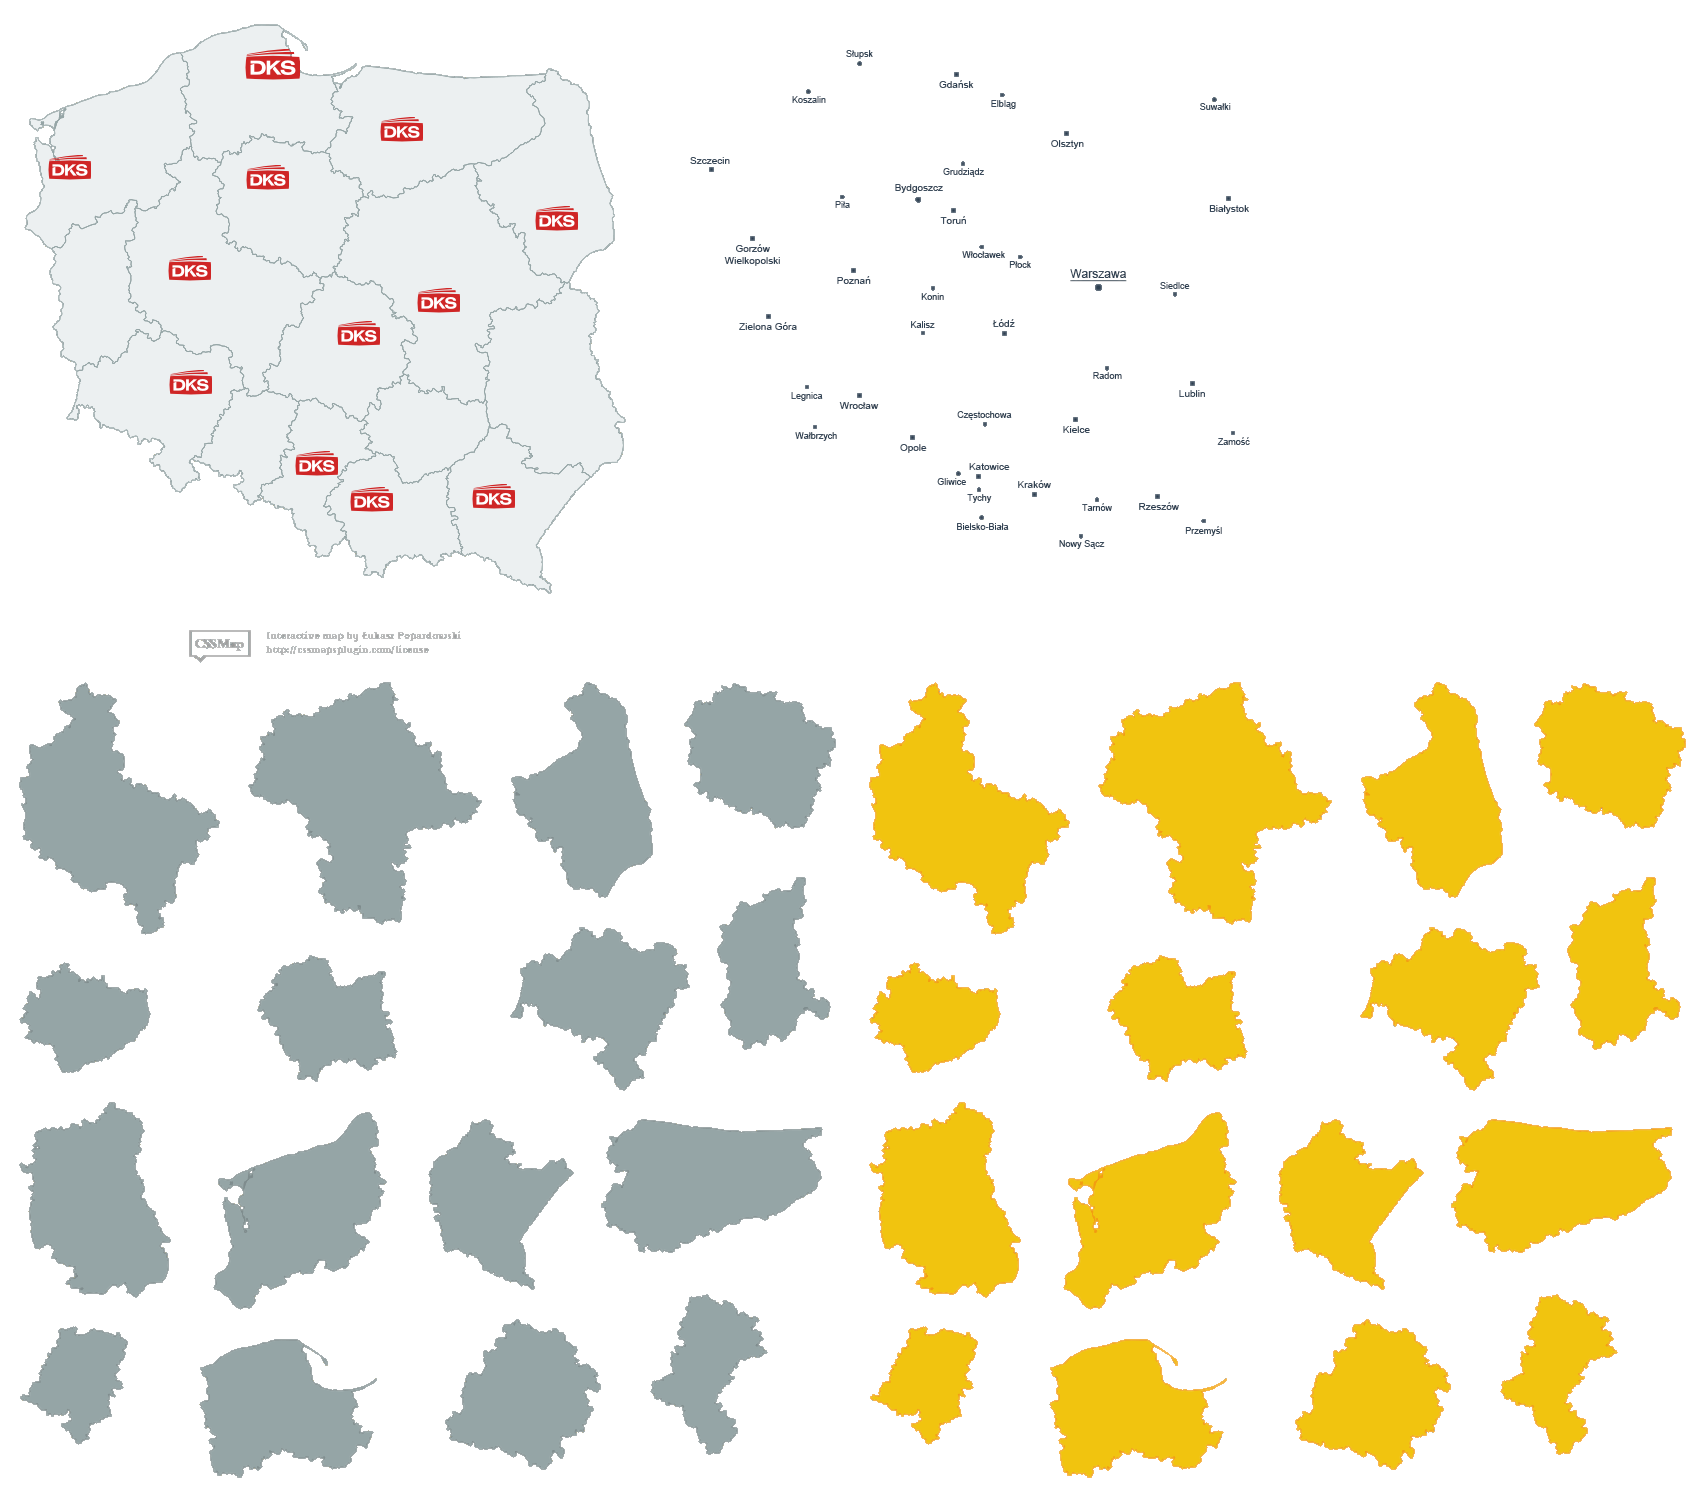 DKS
DKS
DKS
DKS
DKS
DKS
DKS
DKS
DKS
DKS
DKS
DKS
Słupsk
Gdańsk
Koszalin
Elbląg
Suwałki
Olsztyn
Szczecin
Grudziądz
Bydgoszcz
Piła
Toruń
Białystok
Gorzów
Wielkopolski
Włocławek
Płock
Poznań
Warszawa
Siedlce
Konin
Zielona Góra
Kalisz
Łódź
Radom
Lublin
Legnica
Wrocław
Częstochowa
Kielce
Wałbrzych
Opole
Zamość
Katowice
Gliwice
Kraków
Tychy
Tarnów
Rzeszów
Bielsko-Biała
Przemyśl
Nowy Sącz
CSSMap
Interactive map by Łukasz Popardowski
http://cssmapsplugin.com/license